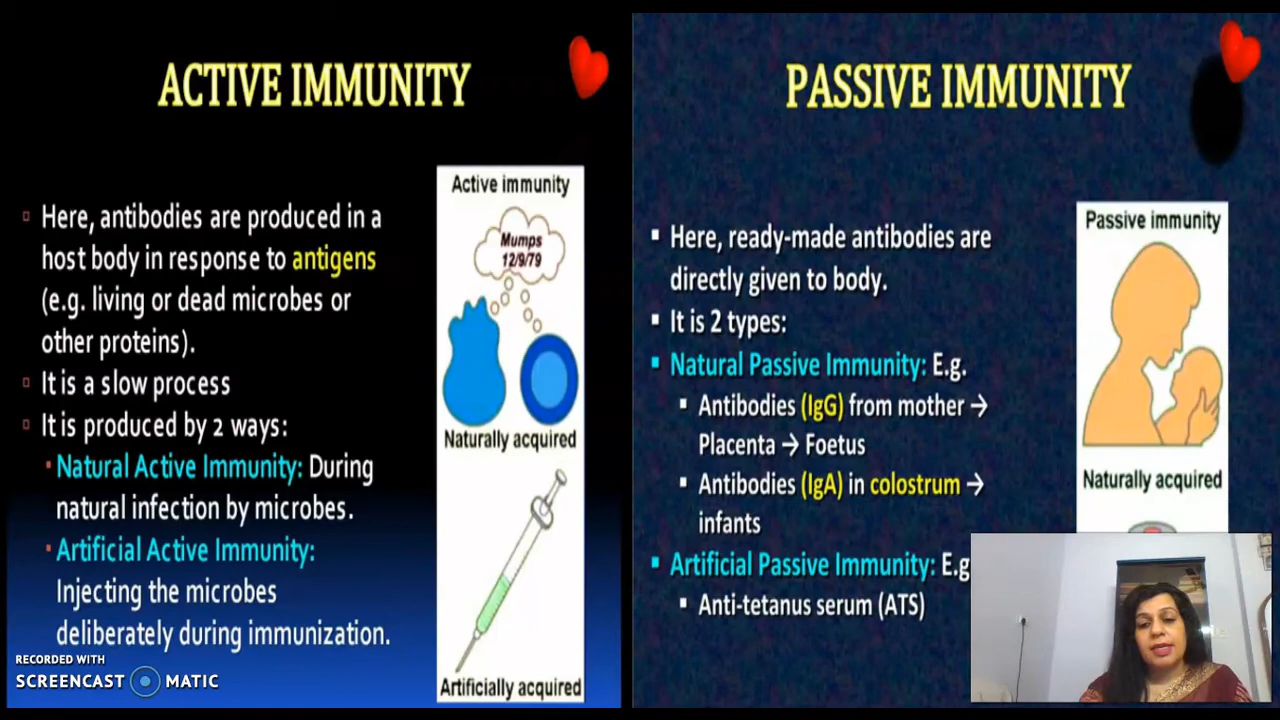 ACTIVE IMMUNITY
Here, antibodies are produced in a
host body in response to antigens
(e.g. living or dead microbes or
other proteins).
It is a slow process
It is produced by 2 ways:
Natural Active Immunity: During
natural infection by microbes.
Artificial Active Immunity:
Injecting the microbes
deliberately during immunization.
Active immunity
Mumps
12/9/79
Naturally acquired
Artificially acquired
RECORDED WITH
SCREENCAST MATIC
PASSIVE IMMUNITY
Here, ready-made antibodies are
directly given to body.
It is 2 types:
Natural Passive Immunity: E.g.
Antibodies (IgG) from mother →
Placenta → Foetus
Antibodies (IgA) in colostrum →
infants
Artificial Passive Immunity: E.g
Anti-tetanus serum (ATS)
Passive immunity
Naturally acquired